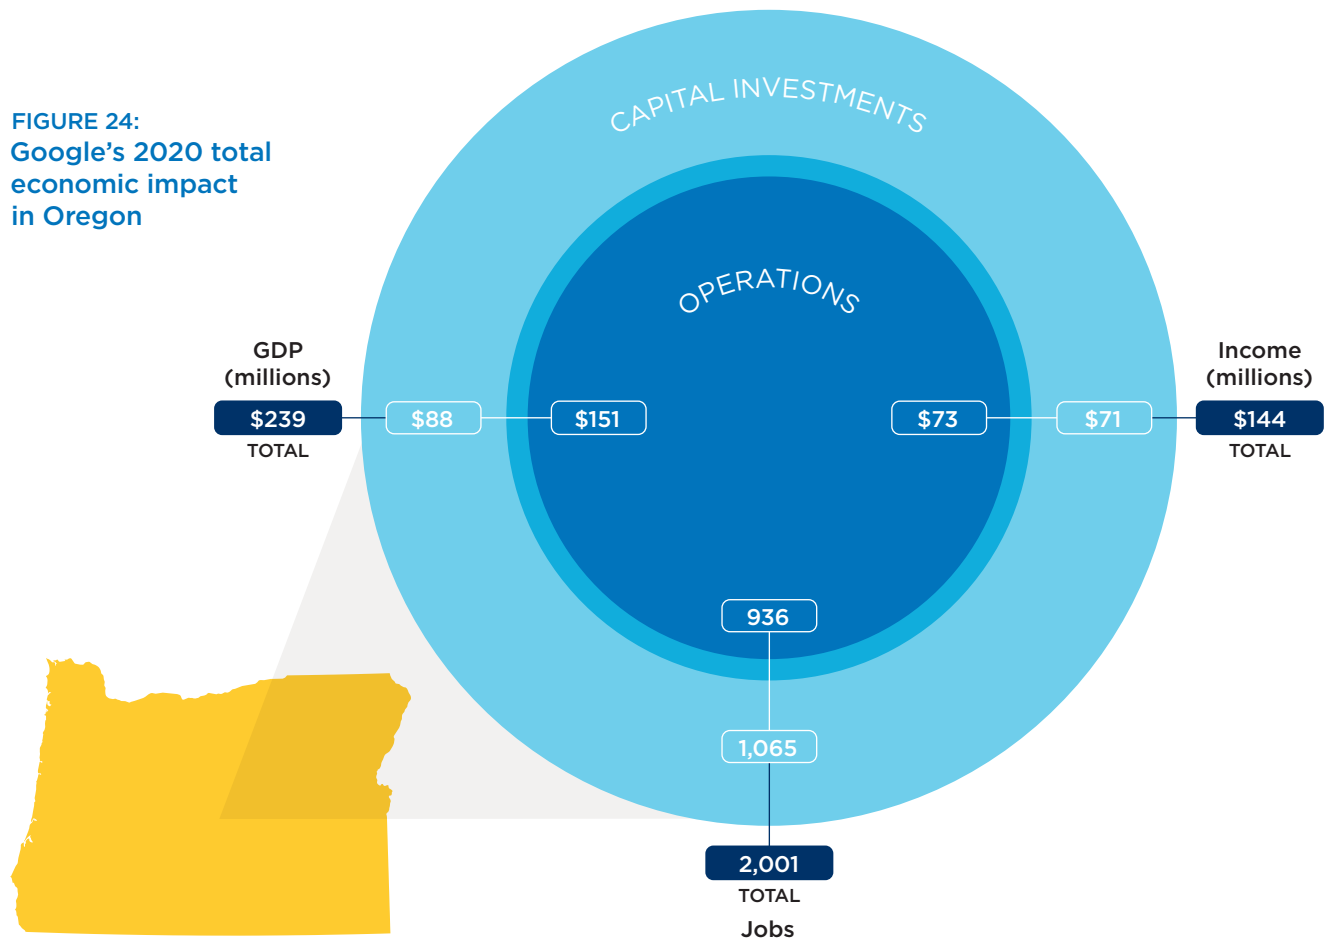 FIGURE 24:
Google's 2020 total
economic impact
in Oregon
CAPITAL INVESTMENTS
OPERATIONS
GDP
(millions)
$239
TOTAL
$88
$151
$73
$71
Income
(millions)
$144
TOTAL
936
1,065
2,001
TOTAL
Jobs